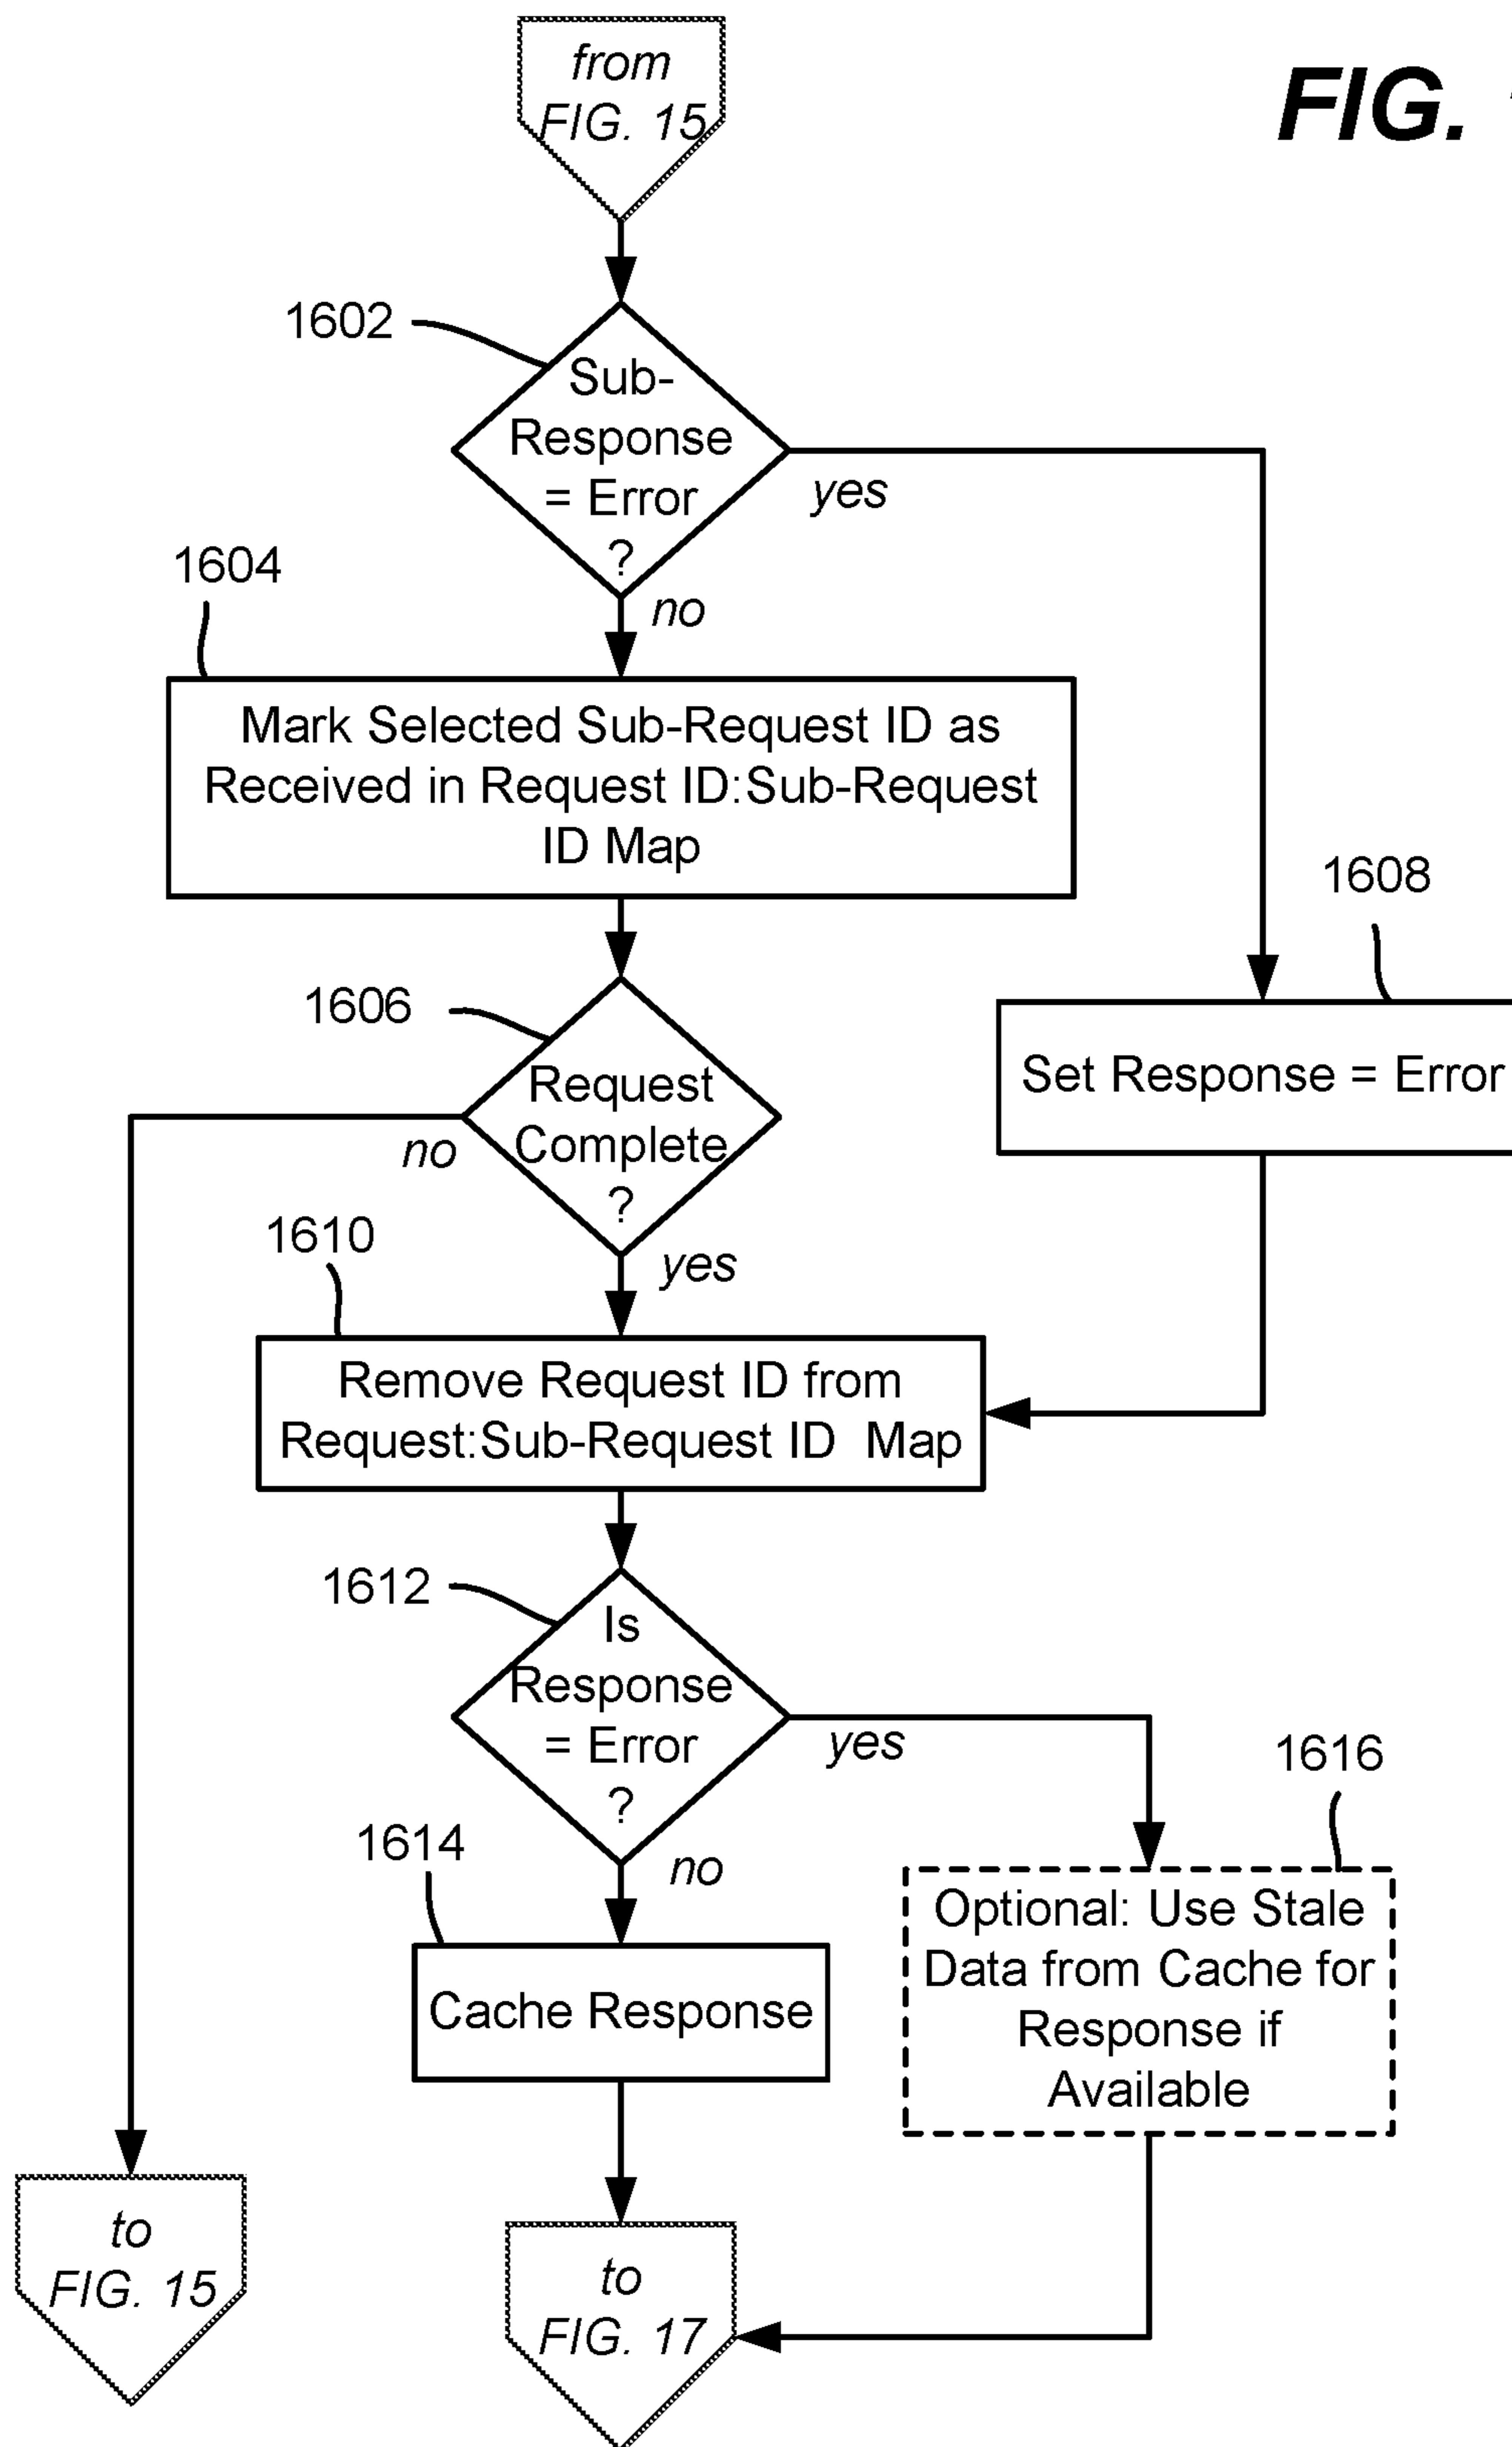 from
FIG. 15
FIG.
1602
Sub-
Response
= Error
?
yes
no
1604
Mark Selected Sub-Request ID as
Received in Request ID:Sub-Request
ID Map
1608
Set Response = Error
1606
Request
Complete
?
no
yes
1610
Remove Request ID from
Request:Sub-Request ID  Map
1612
Is
Response
= Error
?
yes
no
1616
Optional: Use Stale
Data from Cache for
Response if
Available
1614
Cache Response
to
FIG. 15
to
FIG. 17